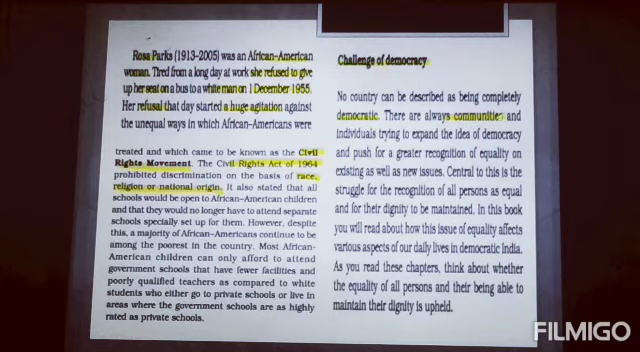 Rosa Parks (1913–2005) was an African–American
woman. Tired from a long day at work she refused to give
up her seat on a bus to a white man on 1 December 1955.
Her refusal that day started a huge agitation against
the unequal ways in which African–Americans were
treated and which came to be known as the Civil
Rights Movement. The Civil Rights Act of 1964
prohibited discrimination on the basis of race,
religion or national origin. It also stated that all
schools would be open to African–American children
and that they would no longer have to attend separate
schools specially set up for them. However, despite
this, a majority of African–Americans continue to be
among the poorest in the country. Most African-
American children can only afford to attend
government schools that have fewer facilities and
poorly qualified teachers as compared to white
students who either go to private schools or live in
areas where the government schools are as highly
rated as private schools.
Challenge of democracy
No country can be described as being completely
democratic. There are always communities and
individuals trying to expand the idea of democracy
and push for a greater recognition of equality on
existing as well as new issues. Central to this is the
struggle for the recognition of all persons as equal
and for their dignity to be maintained. In this book
you will read about how this issue of equality affects
various aspects of our daily lives in democratic India.
As you read these chapters, think about whether
the equality of all persons and their being able to
maintain their dignity is upheld.
FILMIGO